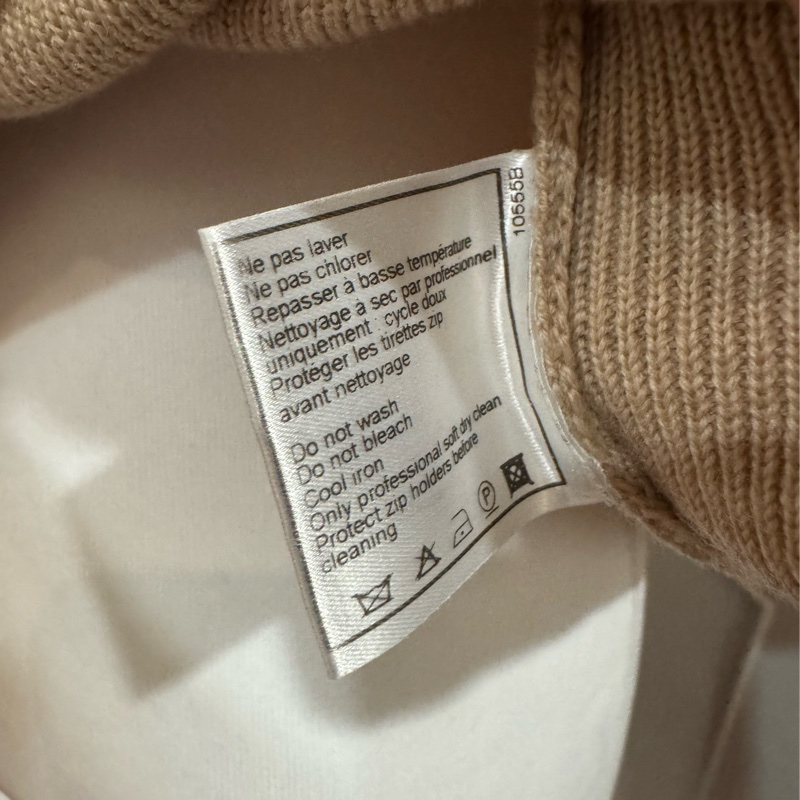 10555B
Ne pas laver
Ne pas chlorer
Repasser à basse température
Nettoyage à sec par professionnel
uniquement : cycle doux
Protéger les tirettes zip
avant nettoyage
Do not wash
Do not bleach
Cool iron
Only professional soft dry clean
Protect zip holders before
cleaning
P